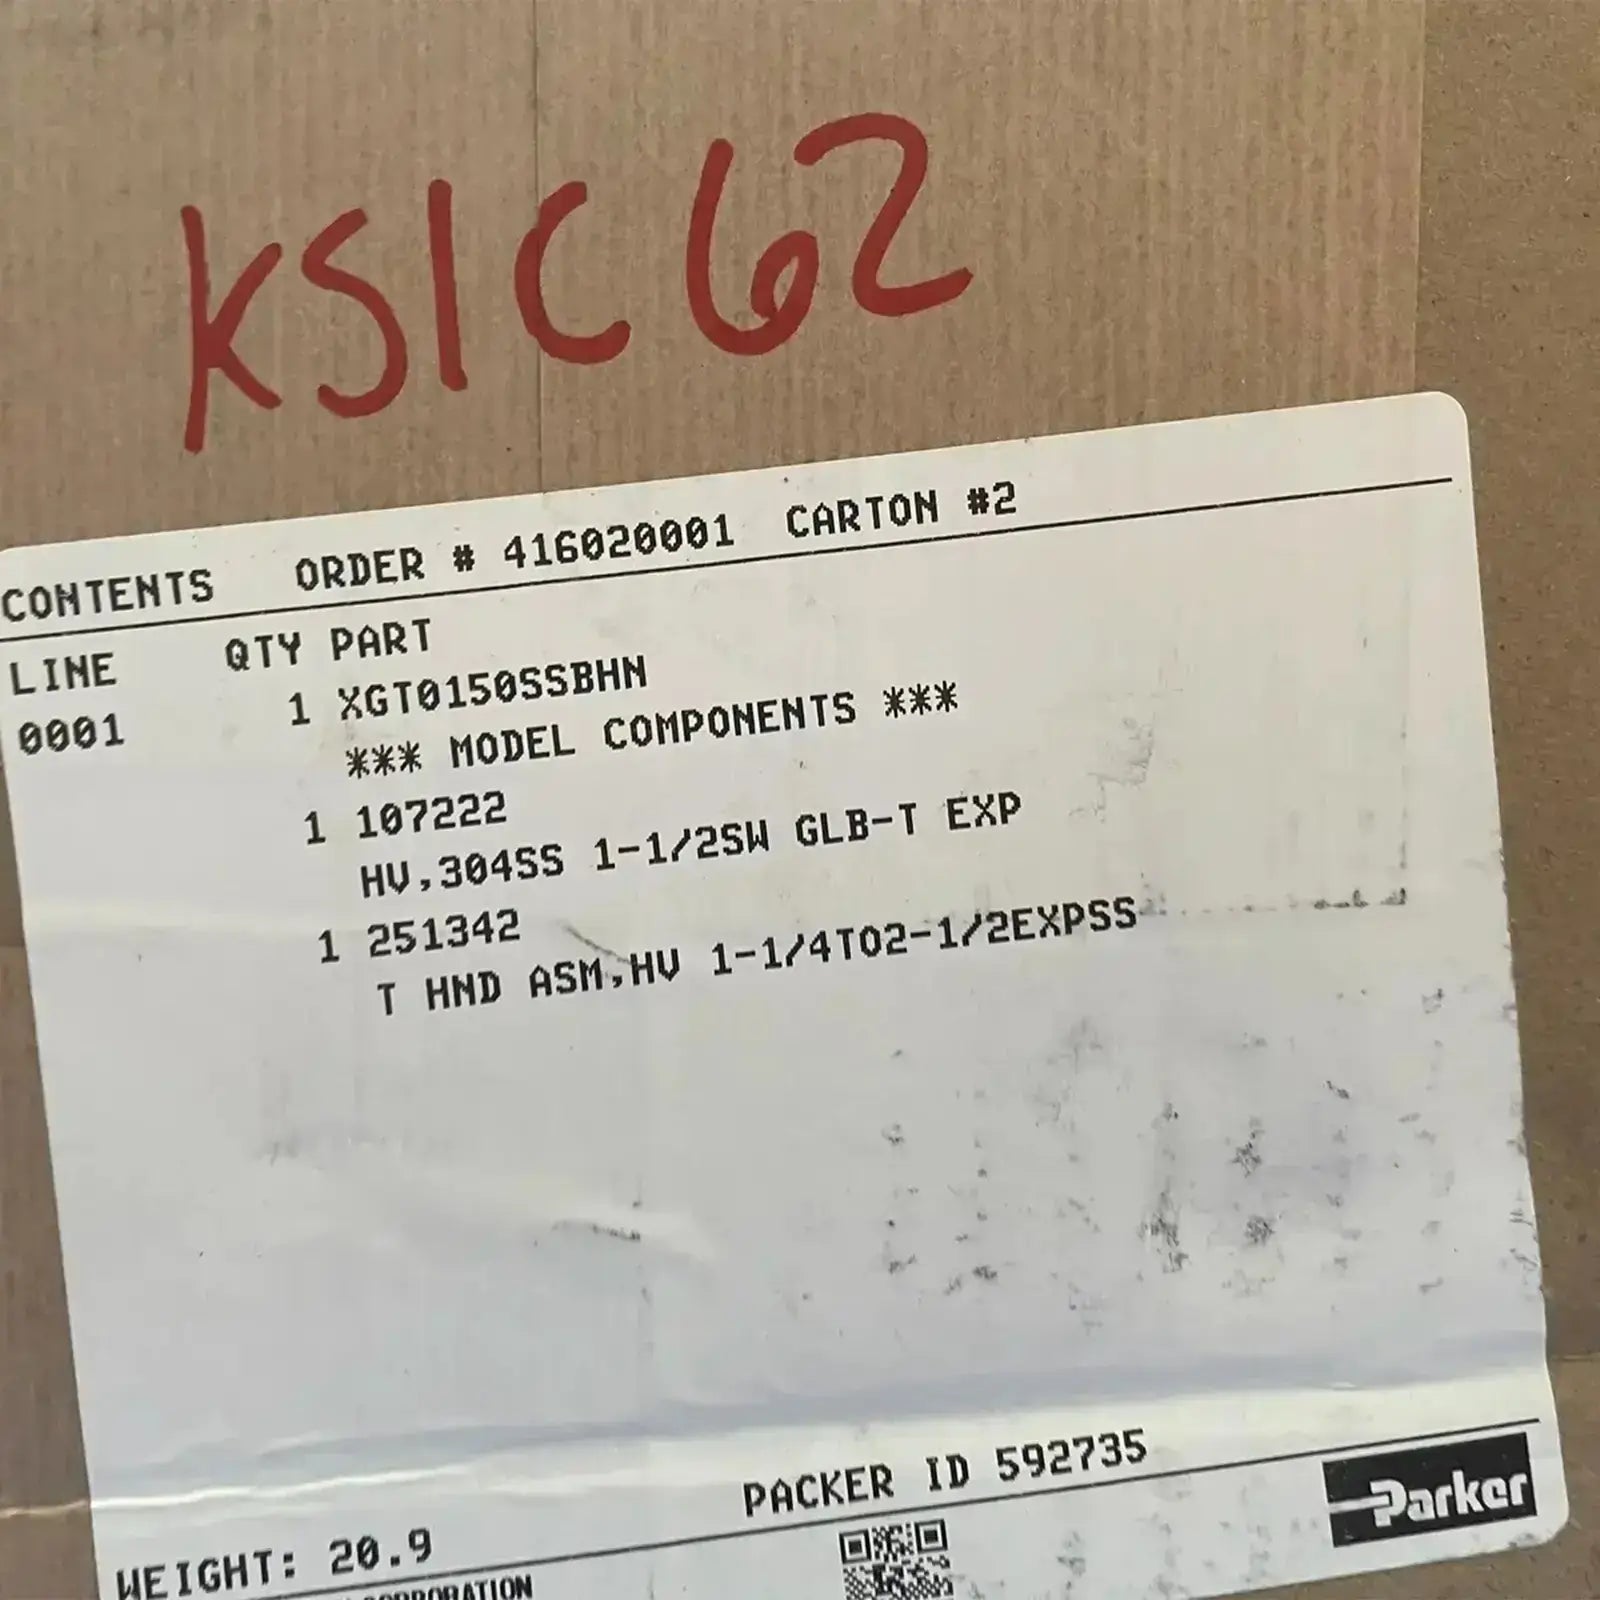 KS1C62
CONTENTS ORDER # 416020001 CARTON #2
LINE QTY PART
0001 1 XGT0150SSBHN
*** MODEL COMPONENTS ***
1 107222
HV,304SS 1-1/2SW GLB-T EXP
1 251342
T HND ASM,HV 1-1/4TO2-1/2EXPSS
PACKER ID 592735
WEIGHT: 20.9
Parker
CORPORATION